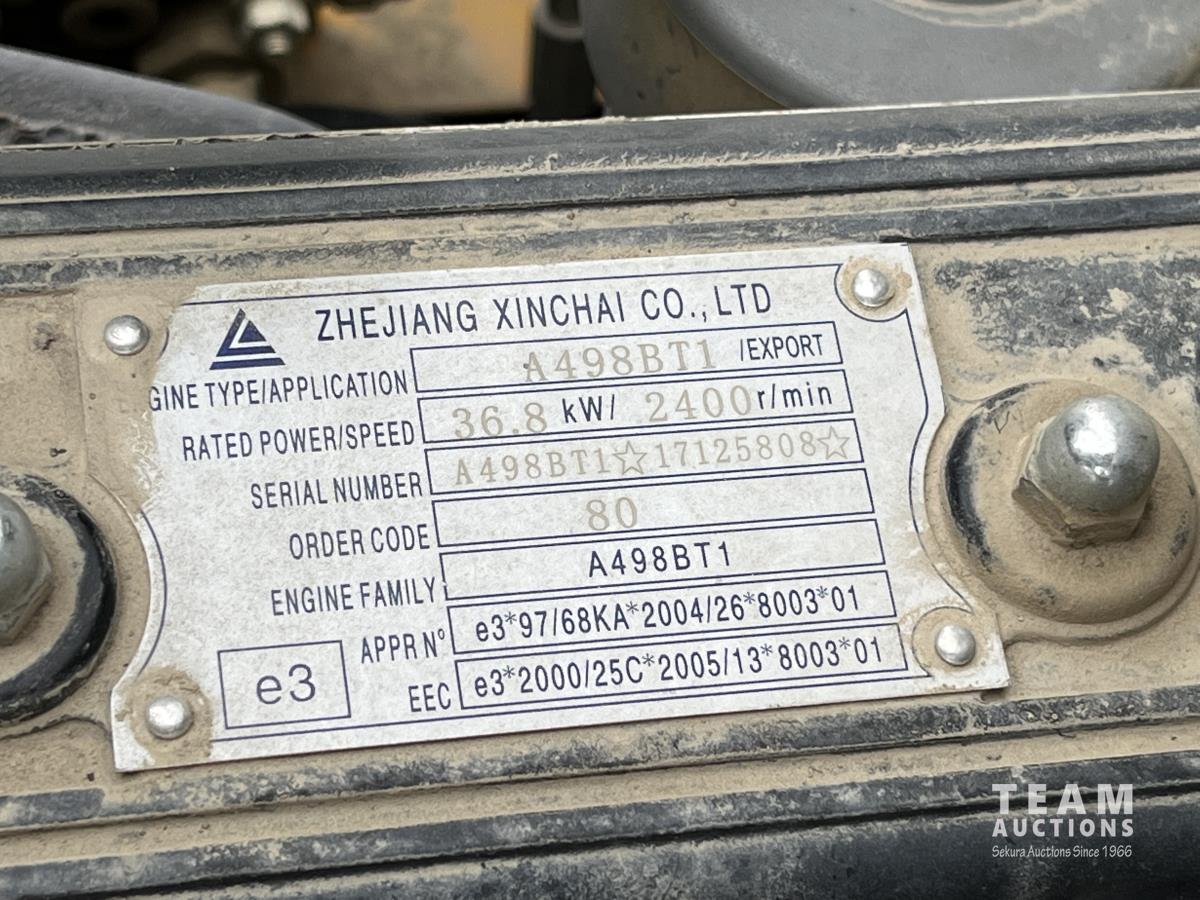 ZHEJIANG XINCHAI CO., LTD
GINE TYPE/APPLICATION A498BT1 /EXPORT
RATED POWER/SPEED 36.8 kW/ 2400 r/min
SERIAL NUMBER A498BT1☆17125808☆
ORDER CODE 80
ENGINE FAMILY A498BT1
APPR Nº e3*97/68KA*2004/26*8003*01
EEC e3*2000/25C*2005/13*8003*01
e3
TEAM
AUCTIONS
Sekura Auctions Since 1966